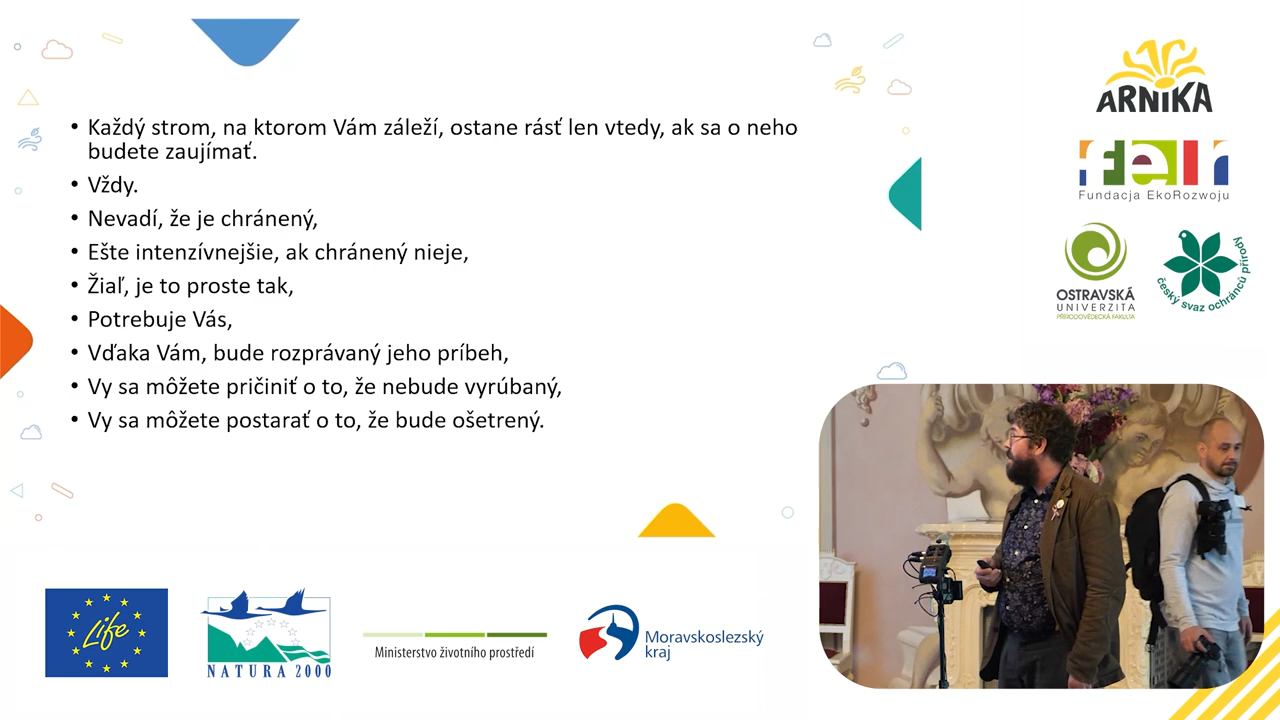 • Každý strom, na ktorom Vám záleží, ostane rásť len vtedy, ak sa o neho
budete zaujímať.
• Vždy.
• Nevadí, že je chránený,
• Ešte intenzívnejšie, ak chránený nieje,
• Žiaľ, je to proste tak,
• Potrebuje Vás,
• Vďaka Vám, bude rozprávaný jeho príbeh,
• Vy sa môžete pričiniť o to, že nebude vyrúbaný,
• Vy sa môžete postarať o to, že bude ošetrený.
ARNIKA
fer
Fundacja EkoRozwoju
OSTRAVSKÁ
UNIVERZITA
PŘÍRODOVĚDECKÁ FAKULTA
český svaz ochránců přírody
Life
NATURA 2000
Ministerstvo životního prostředí
Moravskoslezský
kraj